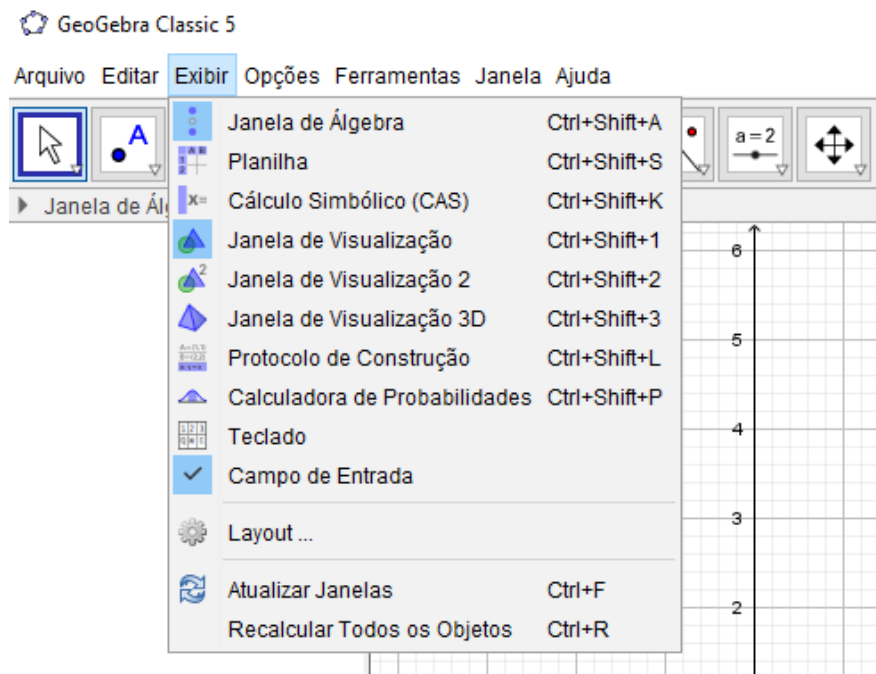 GeoGebra Classic 5
Arquivo Editar Exibir Opções Ferramentas Janela Ajuda
A
a=2
Janela de Ál
Janela de Álgebra Ctrl+Shift+A
Planilha Ctrl+Shift+S
Cálculo Simbólico (CAS) Ctrl+Shift+K
Janela de Visualização Ctrl+Shift+1
Janela de Visualização 2 Ctrl+Shift+2
Janela de Visualização 3D Ctrl+Shift+3
Protocolo de Construção Ctrl+Shift+L
Calculadora de Probabilidades Ctrl+Shift+P
Teclado
Campo de Entrada
Layout ...
Atualizar Janelas Ctrl+F
Recalcular Todos os Objetos Ctrl+R
6
5
4
3
2